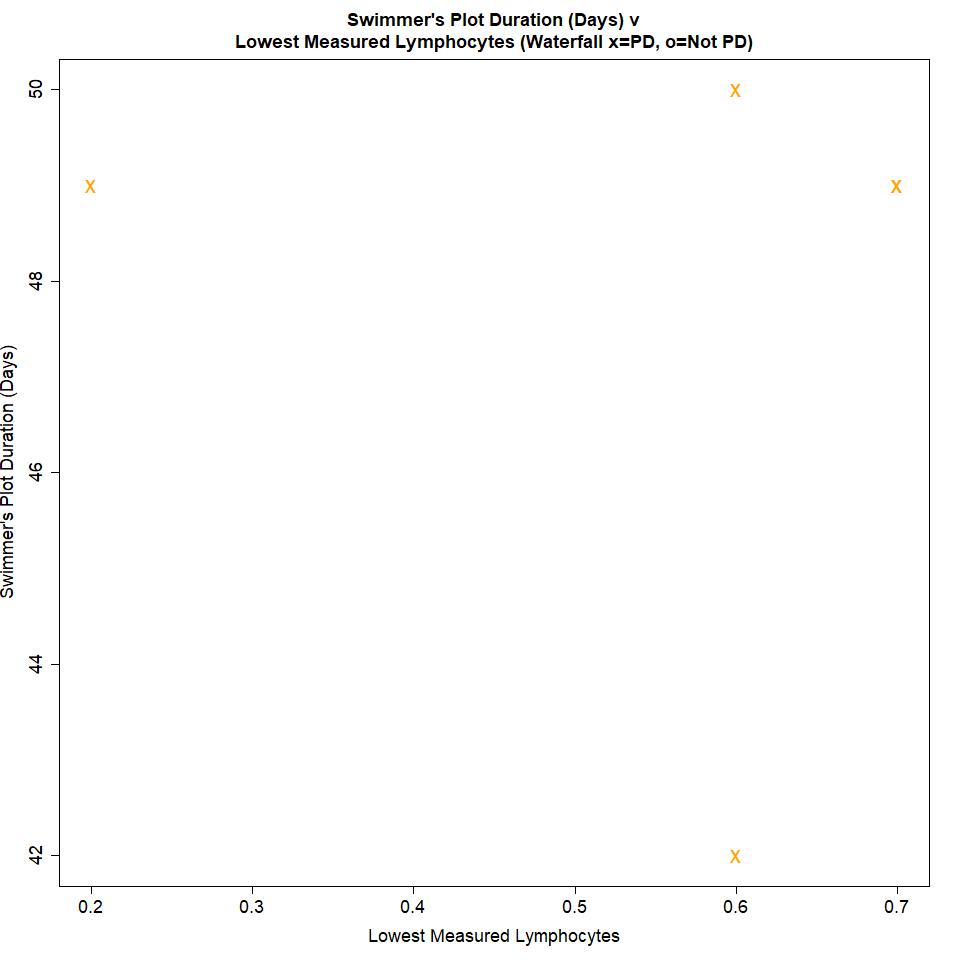 Swimmer's Plot Duration (Days) v
Lowest Measured Lymphocytes (Waterfall x=PD, o=Not PD)
50
48
46
44
42
Swimmer's Plot Duration (Days)
X
X
X
X
0.2
0.3
0.4
0.5
0.6
0.7
Lowest Measured Lymphocytes